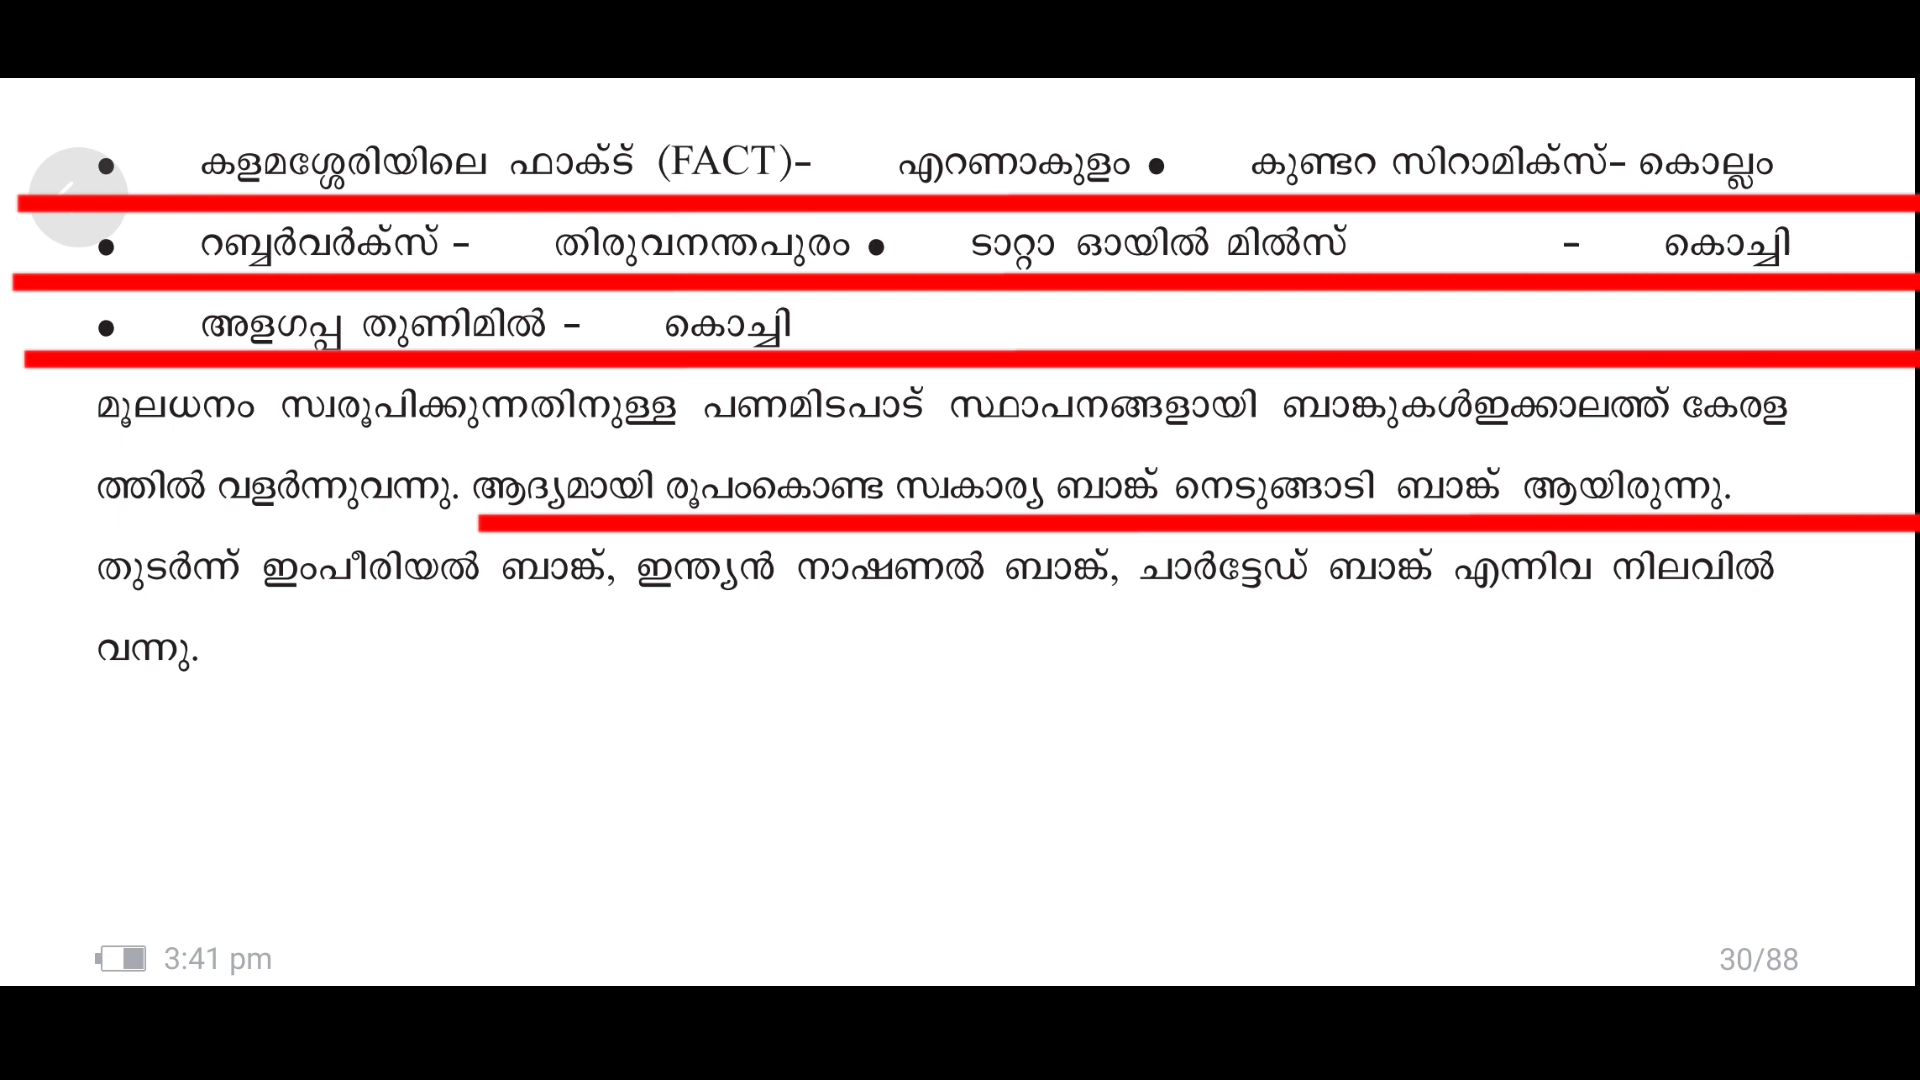 ● കളമശ്ശേരിയിലെ ഫാക്ട് (FACT)- എറണാകുളം ● കുണ്ടറ സിറാമിക്സ്- കൊല്ലം
● റബ്ബർവർക്സ് - തിരുവനന്തപുരം ● ടാറ്റാ ഓയിൽ മിൽസ് - കൊച്ചി
● അളഗപ്പ തുണിമിൽ - കൊച്ചി
മൂലധനം സ്വരൂപിക്കുന്നതിനുള്ള പണമിടപാട് സ്ഥാപനങ്ങളായി ബാങ്കുകൾഇക്കാലത്ത് കേരള
ത്തിൽ വളർന്നുവന്നു. ആദ്യമായി രൂപംകൊണ്ട സ്വകാര്യ ബാങ്ക് നെടുങ്ങാടി ബാങ്ക് ആയിരുന്നു.
തുടർന്ന് ഇംപീരിയൽ ബാങ്ക്, ഇന്ത്യൻ നാഷണൽ ബാങ്ക്, ചാർട്ടേഡ് ബാങ്ക് എന്നിവ നിലവിൽ
വന്നു.
3:41 pm 30/88